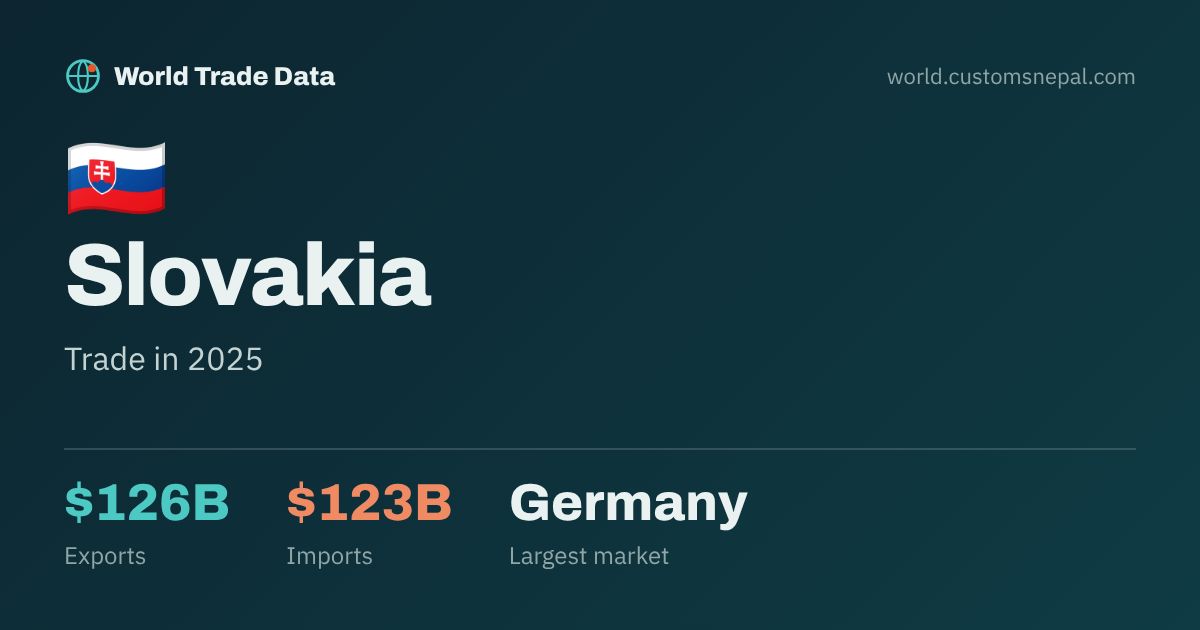 World Trade Data
world.customsnepal.com
Slovakia
Trade in 2025
$126B
Exports
$123B
Imports
Germany
Largest market